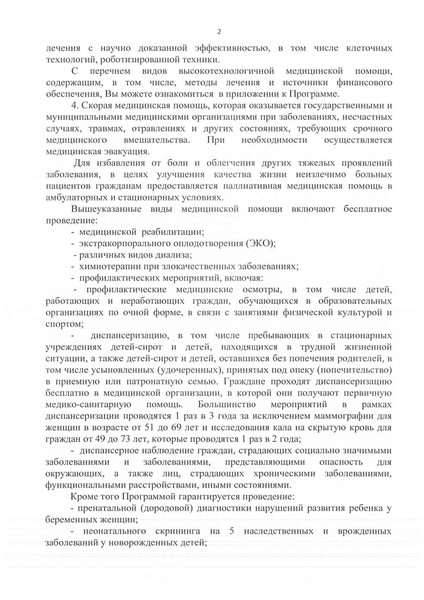 2
лечения с научно доказанной эффективностью, в том числе клеточных
технологий, роботизированной техники.
С перечнем видов высокотехнологичной медицинской помощи,
содержащим, в том числе, методы лечения и источники финансового
обеспечения, Вы можете ознакомиться в приложении к Программе.
4. Скорая медицинская помощь, которая оказывается государственными и
муниципальными медицинскими организациями при заболеваниях, несчастных
случаях, травмах, отравлениях и других состояниях, требующих срочного
медицинского вмешательства. При необходимости осуществляется
медицинская эвакуация.
Для избавления от боли и облегчения других тяжелых проявлений
заболевания, в целях улучшения качества жизни неизлечимо больных
пациентов гражданам предоставляется паллиативная медицинская помощь в
амбулаторных и стационарных условиях.
Вышеуказанные виды медицинской помощи включают бесплатное
проведение:
- медицинской реабилитации;
- экстракорпорального оплодотворения (ЭКО);
- различных видов диализа;
- химиотерапии при злокачественных заболеваниях;
- профилактических мероприятий, включая:
- профилактические медицинские осмотры, в том числе детей,
работающих и неработающих граждан, обучающихся в образовательных
организациях по очной форме, в связи с занятиями физической культурой и
спортом;
- диспансеризацию, в том числе пребывающих в стационарных
учреждениях детей-сирот и детей, находящихся в трудной жизненной
ситуации, а также детей-сирот и детей, оставшихся без попечения родителей, в
том числе усыновленных (удочеренных), принятых под опеку (попечительство)
в приемную или патронатную семью. Граждане проходят диспансеризацию
бесплатно в медицинской организации, в которой они получают первичную
медико-санитарную помощь. Большинство мероприятий в рамках
диспансеризации проводятся 1 раз в 3 года за исключением маммографии для
женщин в возрасте от 51 до 69 лет и исследования кала на скрытую кровь для
граждан от 49 до 73 лет, которые проводятся 1 раз в 2 года;
- диспансерное наблюдение граждан, страдающих социально значимыми
заболеваниями и заболеваниями, представляющими опасность для
окружающих, а также лиц, страдающих хроническими заболеваниями,
функциональными расстройствами, иными состояниями.
Кроме того Программой гарантируется проведение:
- пренатальной (дородовой) диагностики нарушений развития ребенка у
беременных женщин;
- неонатального скрининга на 5 наследственных и врожденных
заболеваний у новорожденных детей;